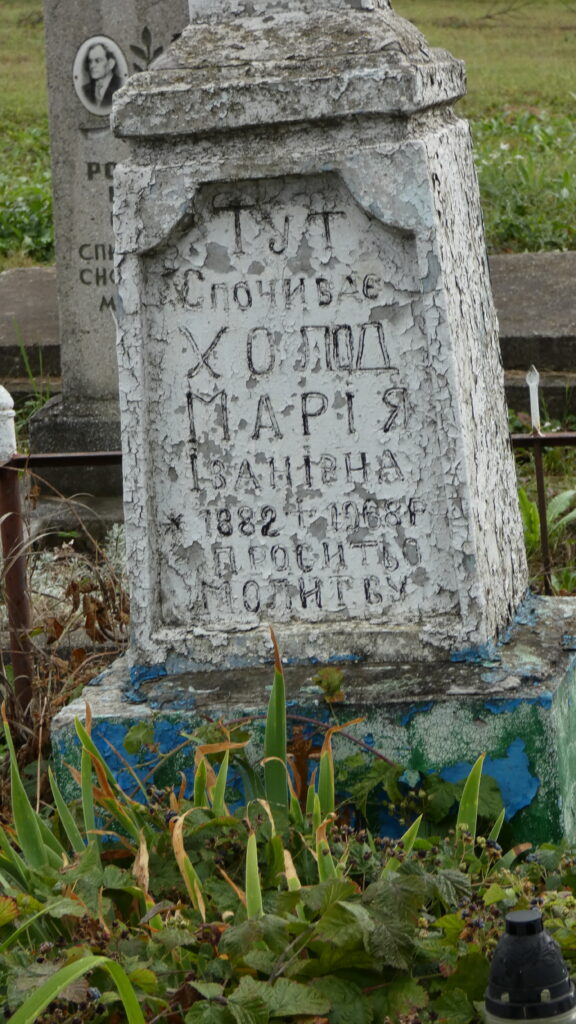 ТУТ
Спочиває
ХОЛОД
МАРІЯ
ІВАНІВНА
* 1882 † 1968 Р
ПРОСИТЬ О
МОЛИТВУ